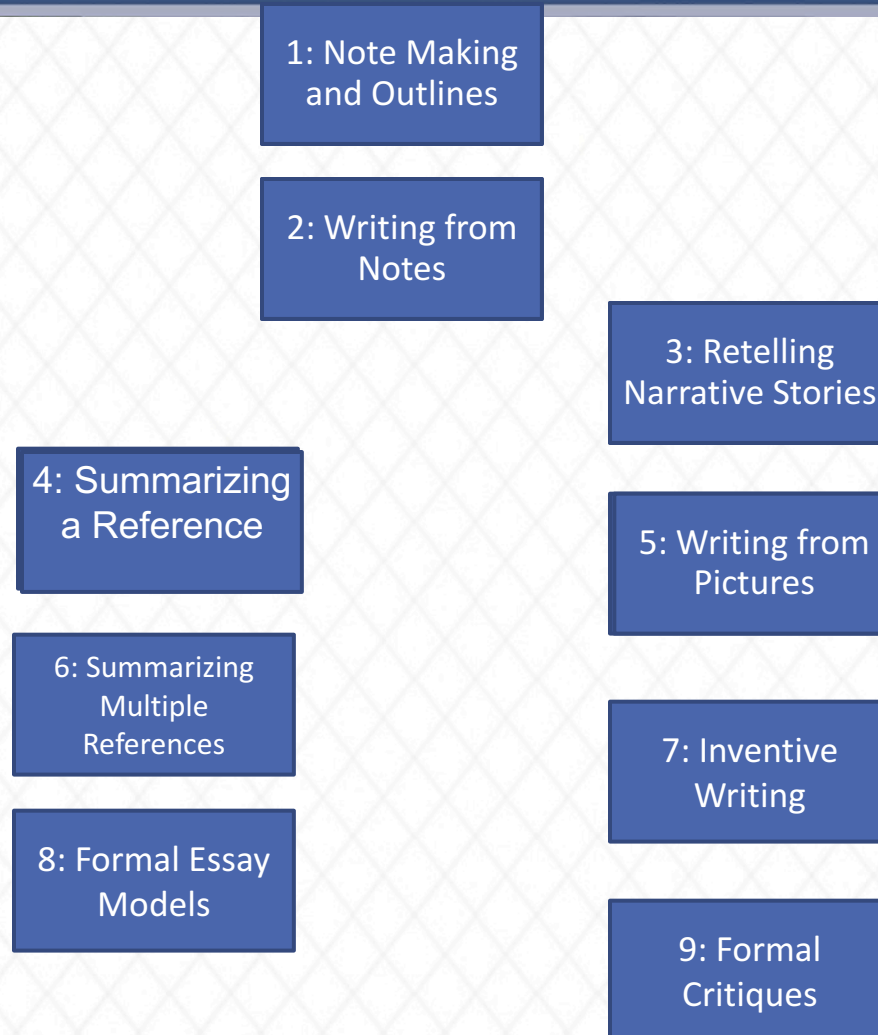 1: Note Making
and Outlines
2: Writing from
Notes
3: Retelling
Narrative Stories
4: Summarizing
a Reference
5: Writing from
Pictures
6: Summarizing
Multiple
References
7: Inventive
Writing
8: Formal Essay
Models
9: Formal
Critiques